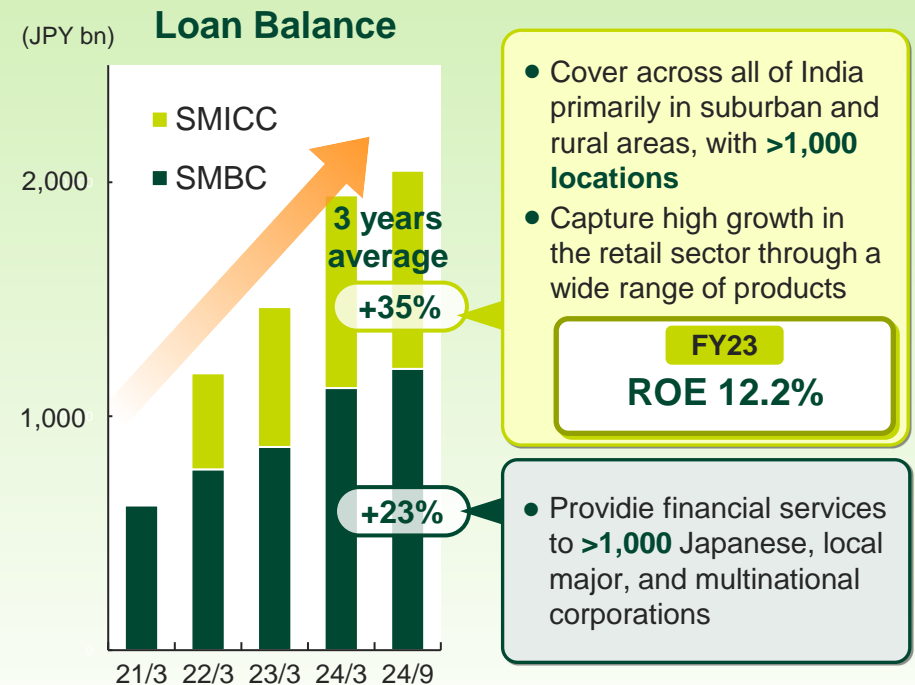 (JPY bn)
Loan Balance
SMICC
SMBC
2,000
1,000
3 years
average
+35%
+23%
21/3 22/3 23/3 24/3 24/9
● Cover across all of India
primarily in suburban and
rural areas, with >1,000
locations
● Capture high growth in
the retail sector through a
wide range of products
FY23
ROE 12.2%
● Providie financial services
to >1,000 Japanese, local
major, and multinational
corporations